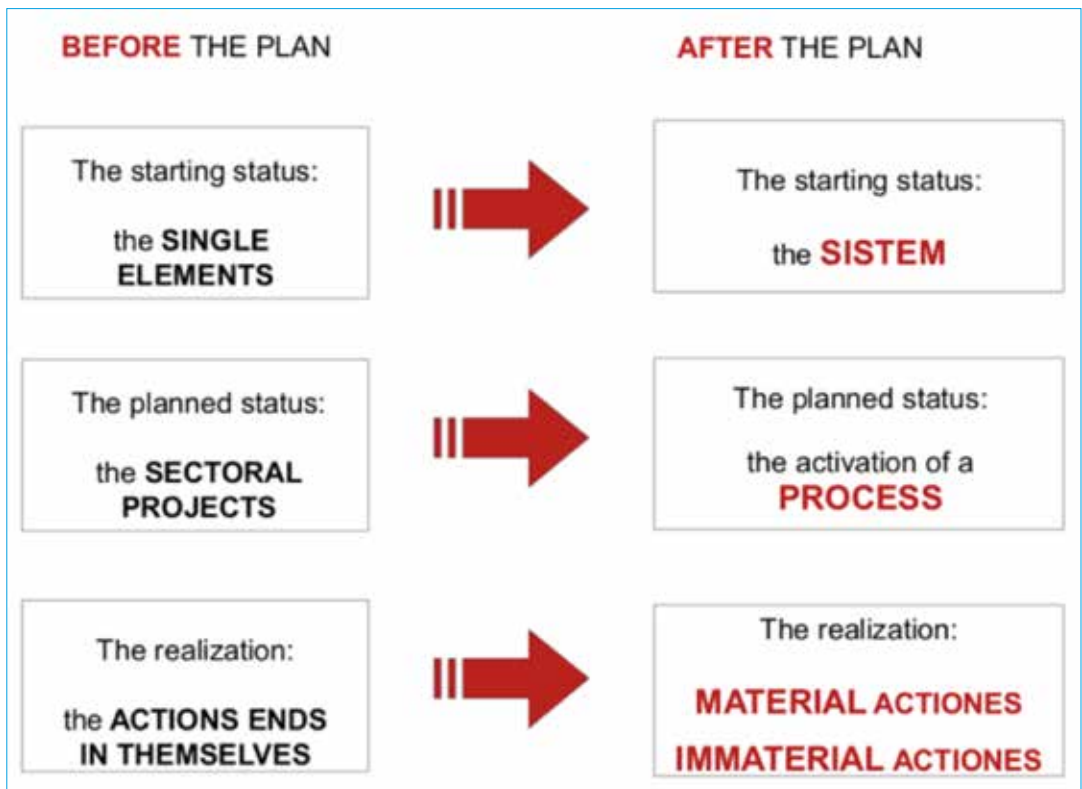 BEFORE THE PLAN
AFTER THE PLAN
The starting status:
the SINGLE
ELEMENTS
The starting status:
the SISTEM
The planned status:
the SECTORAL
PROJECTS
The planned status:
the activation of a
PROCESS
The realization:
the ACTIONS ENDS
IN THEMSELVES
The realization:
MATERIAL ACTIONES
IMMATERIAL ACTIONES